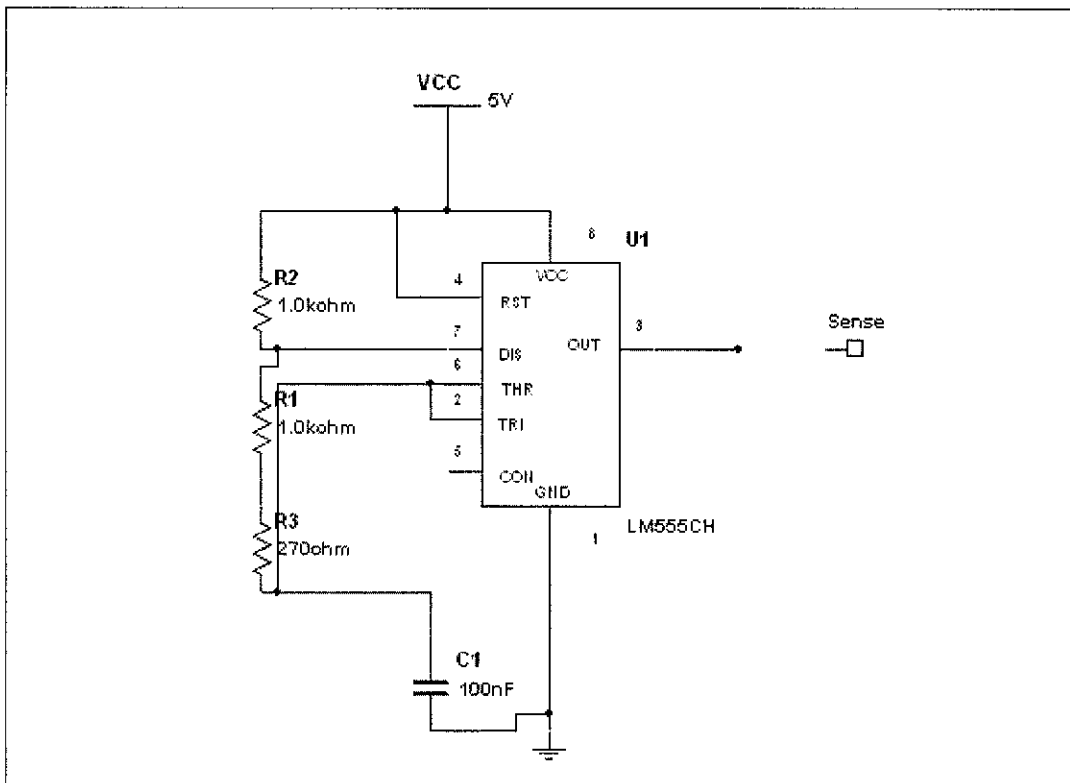 VCC
5V
8
U1
VCC
R2
1.0kohm
4
RST
7
DIS
OUT
3
Sense
6
THR
R1
1.0kohm
2
TRI
5
CON
GND
R3
270ohm
1
LM555CH
C1
100nF